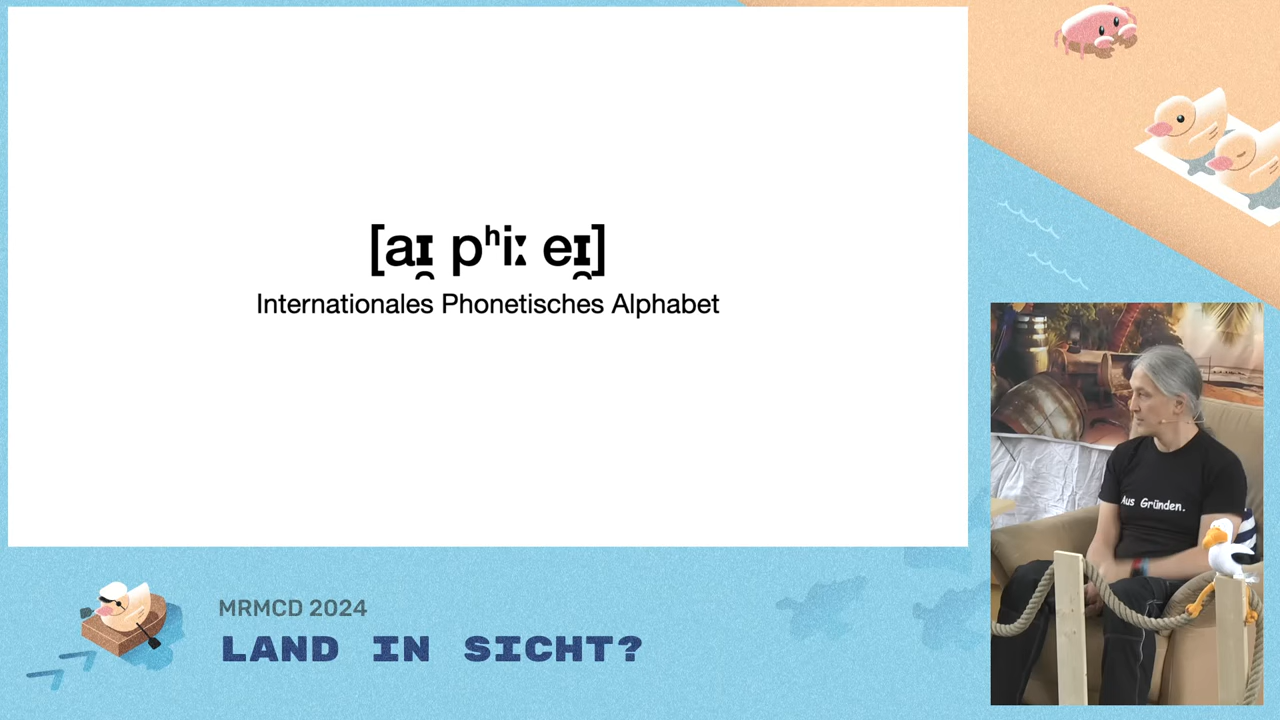 [aɪ̯ pʰiː eɪ̯]
Internationales Phonetisches Alphabet
Aus Gründen.
MRMCD 2024
LAND IN SICHT?